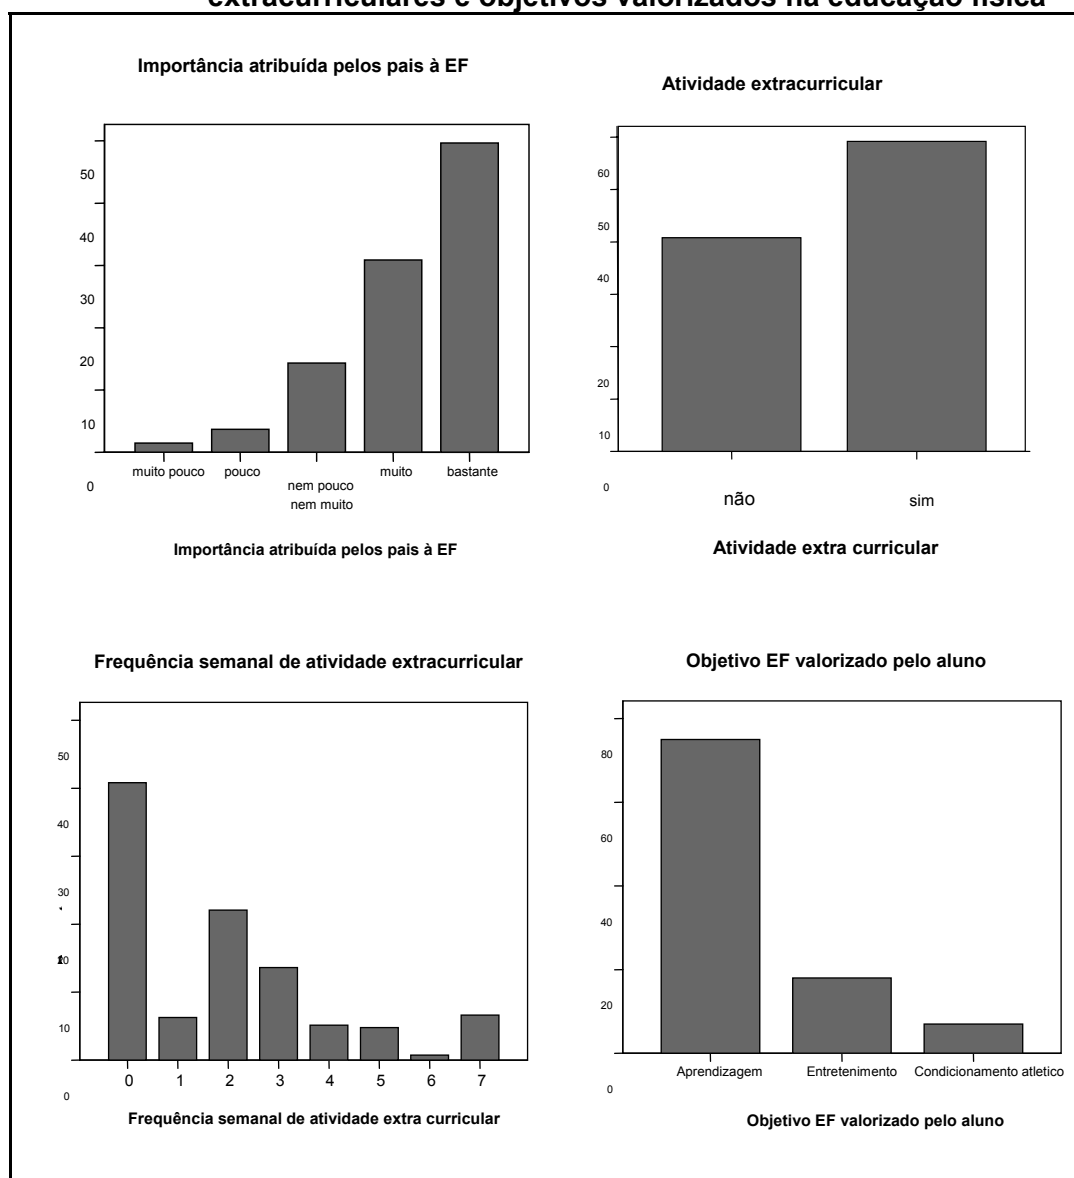 extracurriculares e objetivos valorizados na educação física
Importância atribuída pelos pais à EF
50
40
30
20
10
0
muito pouco pouco nem pouco muito bastante
nem muito
Importância atribuída pelos pais à EF
Atividade extracurricular
60
50
40
20
10
0
não sim
Atividade extra curricular
Frequência semanal de atividade extracurricular
50
40
30
10
0
0 1 2 3 4 5 6 7
Frequência semanal de atividade extra curricular
Objetivo EF valorizado pelo aluno
80
60
40
20
0
Aprendizagem Entretenimento Condicionamento atletico
Objetivo EF valorizado pelo aluno